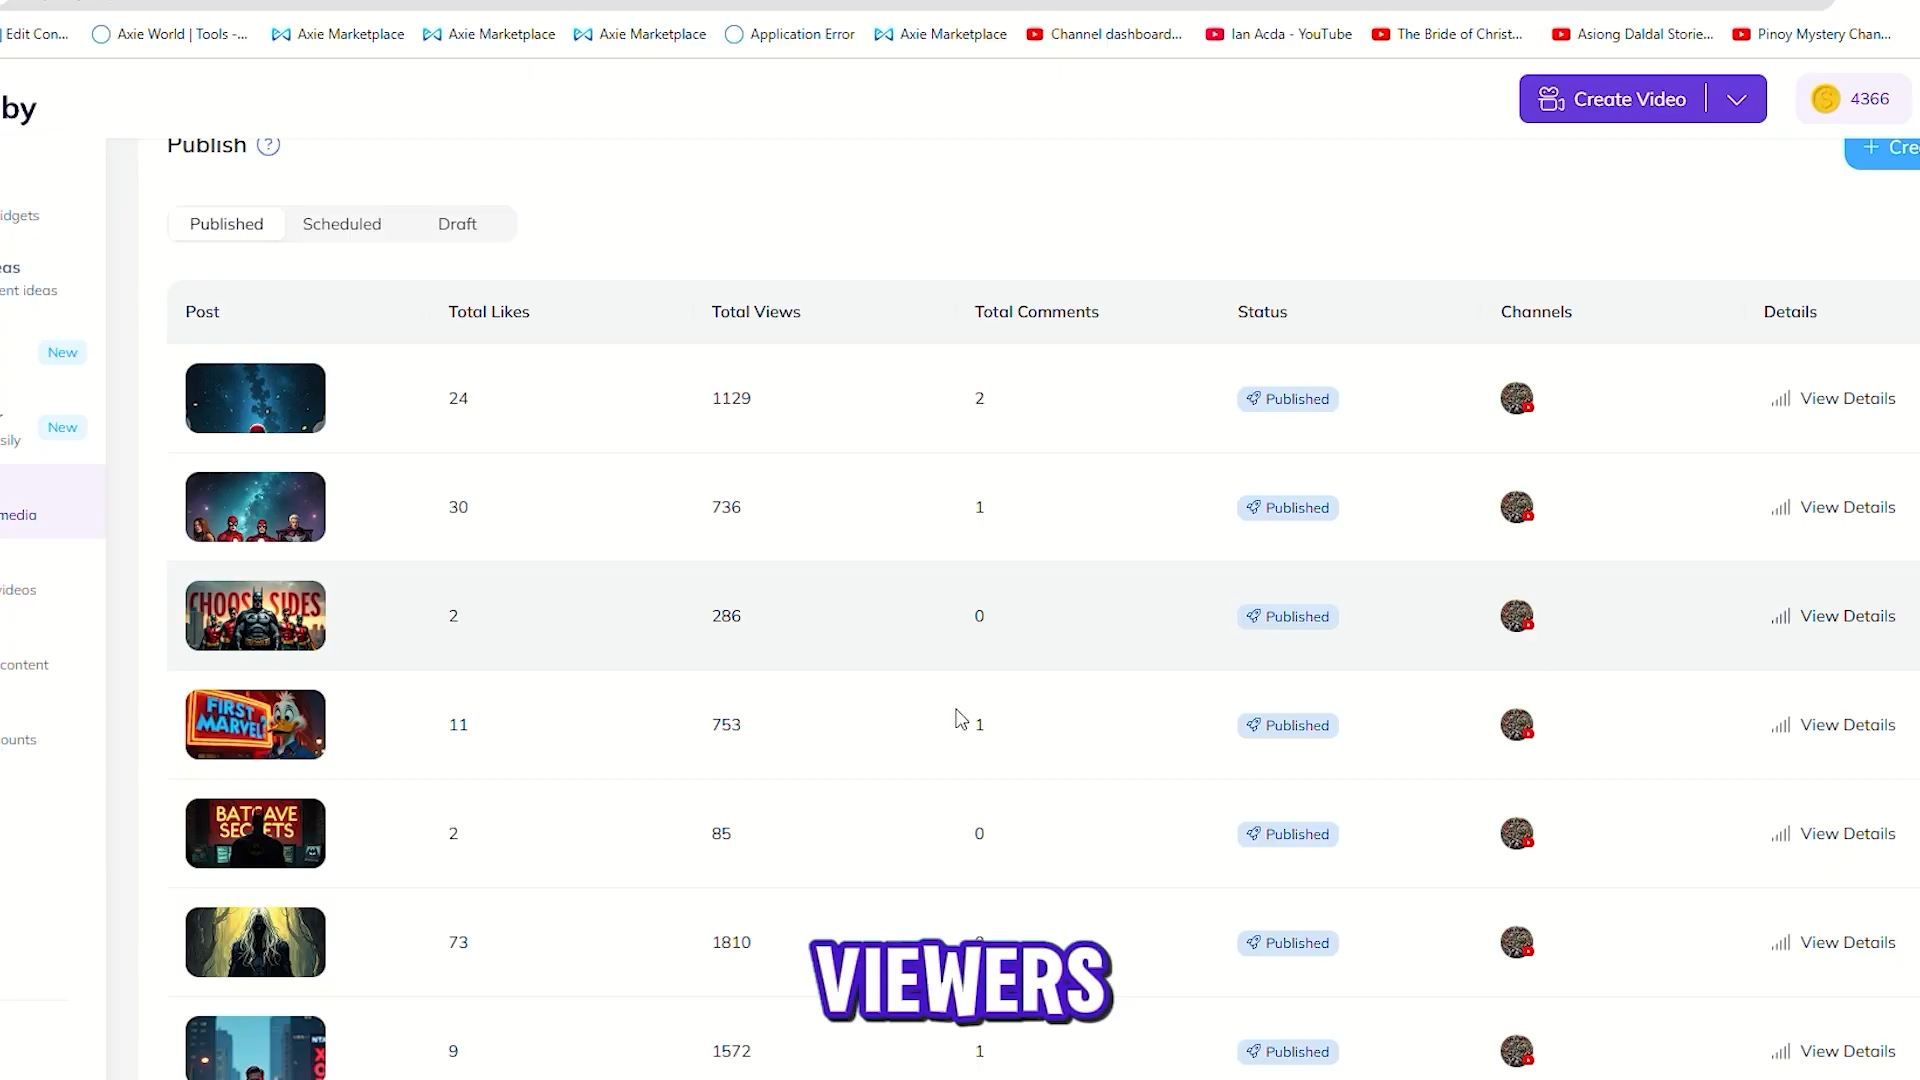 Edit Con... Axie World | Tools -... Axie Marketplace Axie Marketplace Axie Marketplace Application Error Axie Marketplace Channel dashboard... Ian Acda - YouTube The Bride of Christ... Asiong Daldal Storie... Pinoy Mystery Chan...
by Create Video 4366
Publish ? + Cre
idgets
Published Scheduled Draft
eas
ent ideas
Post Total Likes Total Views Total Comments Status Channels Details
New
24 1129 2 Published View Details
New
sily
30 736 1 Published View Details
media
CHOOSE SIDES 2 286 0 Published View Details
videos
content
FIRST
MARVEL? 11 753 1 Published View Details
ounts
BATCAVE
SECRETS 2 85 0 Published View Details
73 1810 Published View Details
VIEWERS
9 1572 1 Published View Details